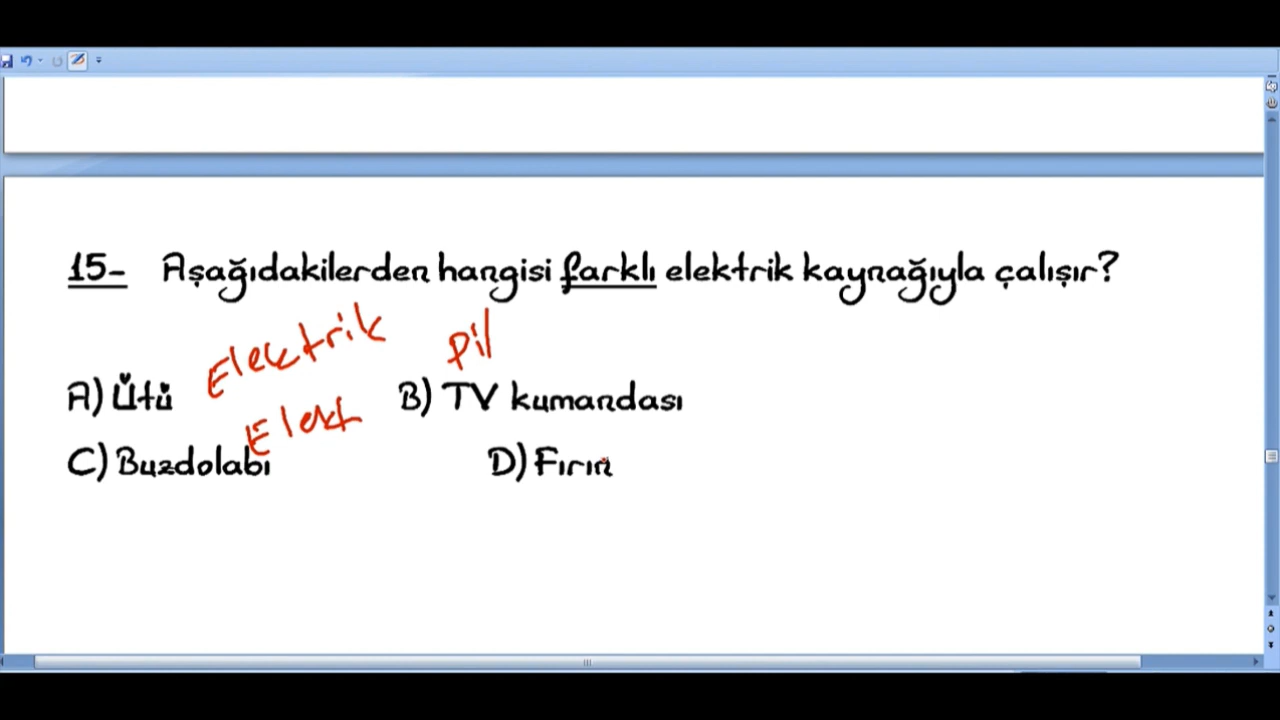 15- Aşağıdakilerden hangisi farklı elektrik kaynağıyla çalışır?
Elektrik Pil
A) Ütü B) TV kumandası
Elekt
C) Buzdolabı D) Fırın